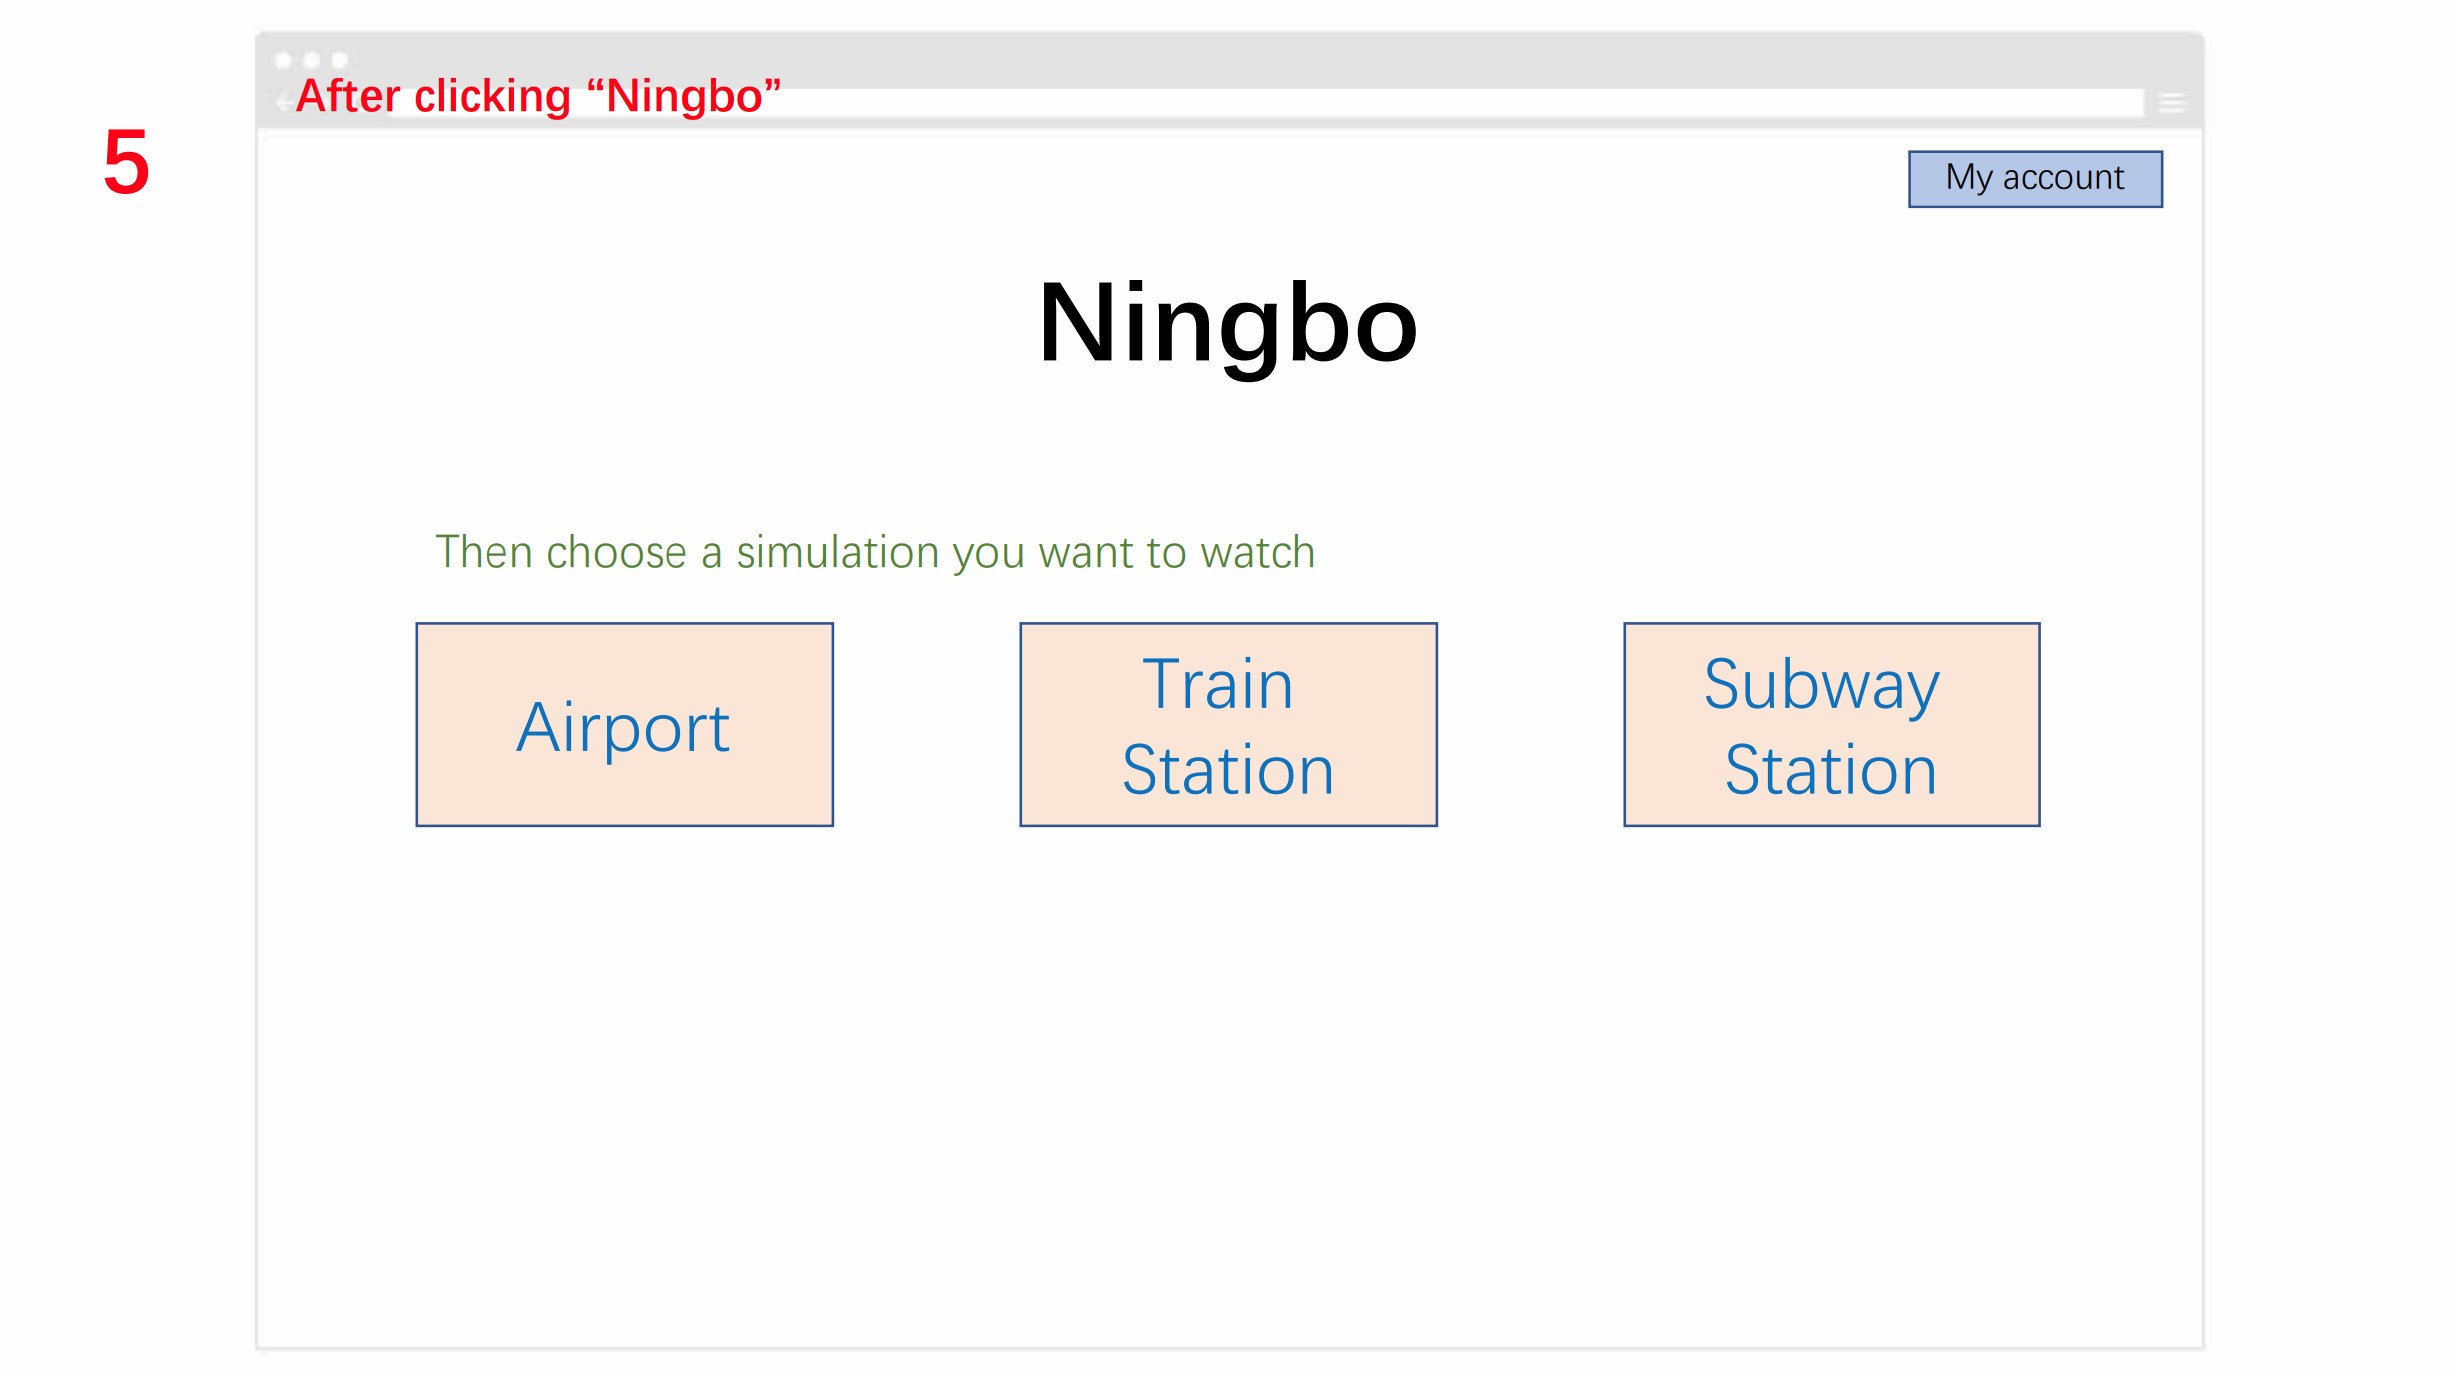 After clicking “Ningbo”
5
My account
Ningbo
Then choose a simulation you want to watch
Airport
Train
Station
Subway
Station